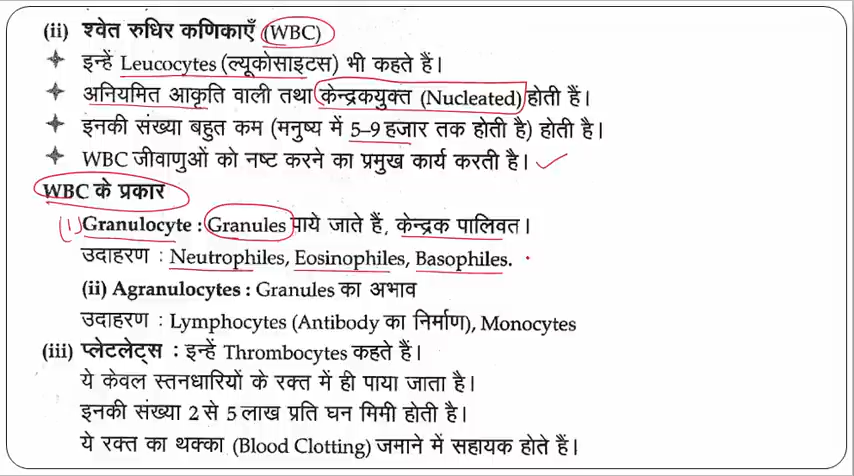 (ii) श्वेत रुधिर कणिकाएँ (WBC)
✦ इन्हें Leucocytes (ल्यूकोसाइटस) भी कहते हैं।
✦ अनियमित आकृति वाली तथा केन्द्रकयुक्त (Nucleated) होती हैं।
✦ इनकी संख्या बहुत कम (मनुष्य में 5–9 हजार तक होती है) होती है।
✦ WBC जीवाणुओं को नष्ट करने का प्रमुख कार्य करती है।
WBC के प्रकार
(i) Granulocyte : Granules पाये जाते हैं, केन्द्रक पालिवत।
उदाहरण : Neutrophiles, Eosinophiles, Basophiles.
(ii) Agranulocytes : Granules का अभाव
उदाहरण : Lymphocytes (Antibody का निर्माण), Monocytes
(iii) प्लेटलेट्स : इन्हें Thrombocytes कहते हैं।
ये केवल स्तनधारियों के रक्त में ही पाया जाता है।
इनकी संख्या 2 से 5 लाख प्रति घन मिमी होती है।
ये रक्त का थक्का (Blood Clotting) जमाने में सहायक होते हैं।